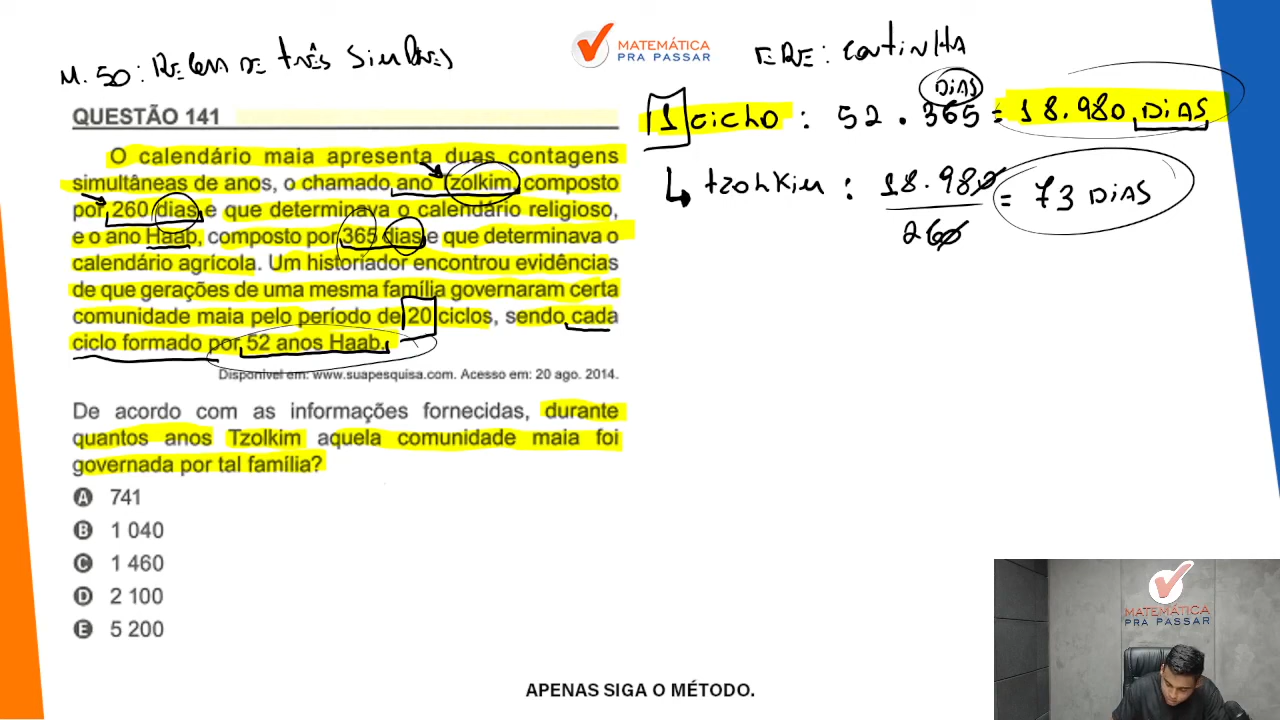 M. 50: REGRA DE TRÊS SIMPLES
MATEMÁTICA
PRA PASSAR
ERE: CONTINHA
QUESTÃO 141
O calendário maia apresenta duas contagens
simultâneas de anos, o chamado ano Tzolkim, composto
por 260 dias e que determinava o calendário religioso,
e o ano Haab, composto por 365 dias e que determinava o
calendário agrícola. Um historiador encontrou evidências
de que gerações de uma mesma família governaram certa
comunidade maia pelo período de 20 ciclos, sendo cada
ciclo formado por 52 anos Haab.
Disponível em: www.suapesquisa.com. Acesso em: 20 ago. 2014.
De acordo com as informações fornecidas, durante
quantos anos Tzolkim aquela comunidade maia foi
governada por tal família?
A 741
B 1 040
C 1 460
D 2 100
E 5 200
DIAS
1 ciclo : 52 . 365 = 18.980 DIAS
↳ tzolKim : 18.980 / 260 = 73 DIAS
MATEMÁTICA
PRA PASSAR
APENAS SIGA O MÉTODO.